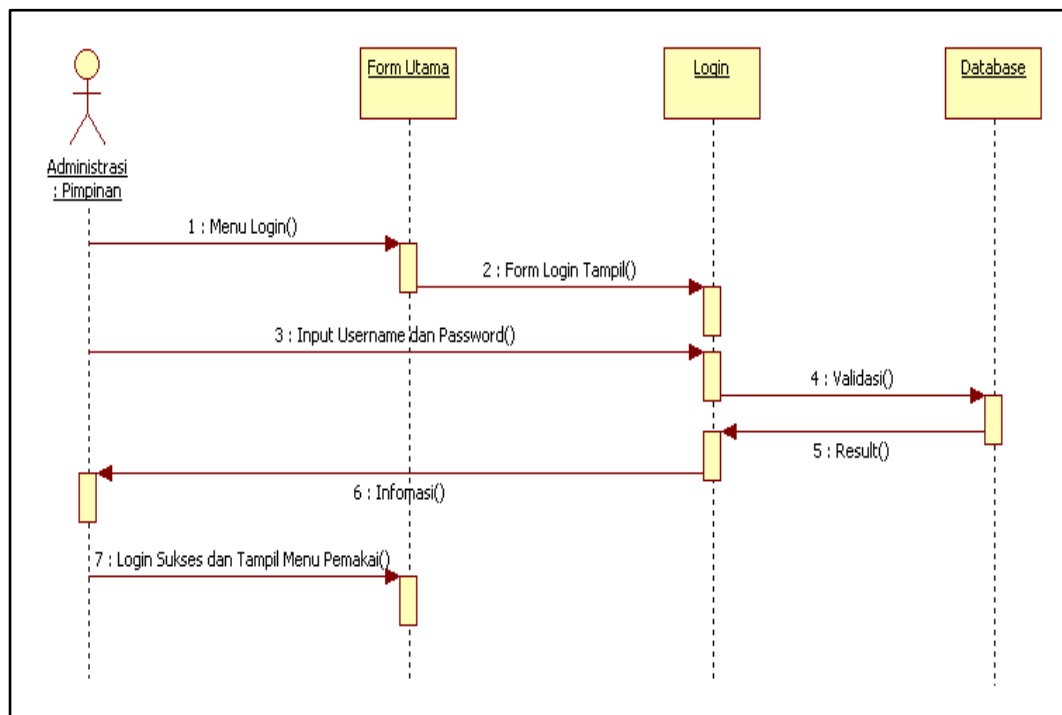 Form Utama
Login
Database
Administrasi
: Pimpinan
1 : Menu Login()
2 : Form Login Tampil()
3 : Input Username dan Password()
4 : Validasi()
5 : Result()
6 : Infomasi()
7 : Login Sukses dan Tampil Menu Pemakai()